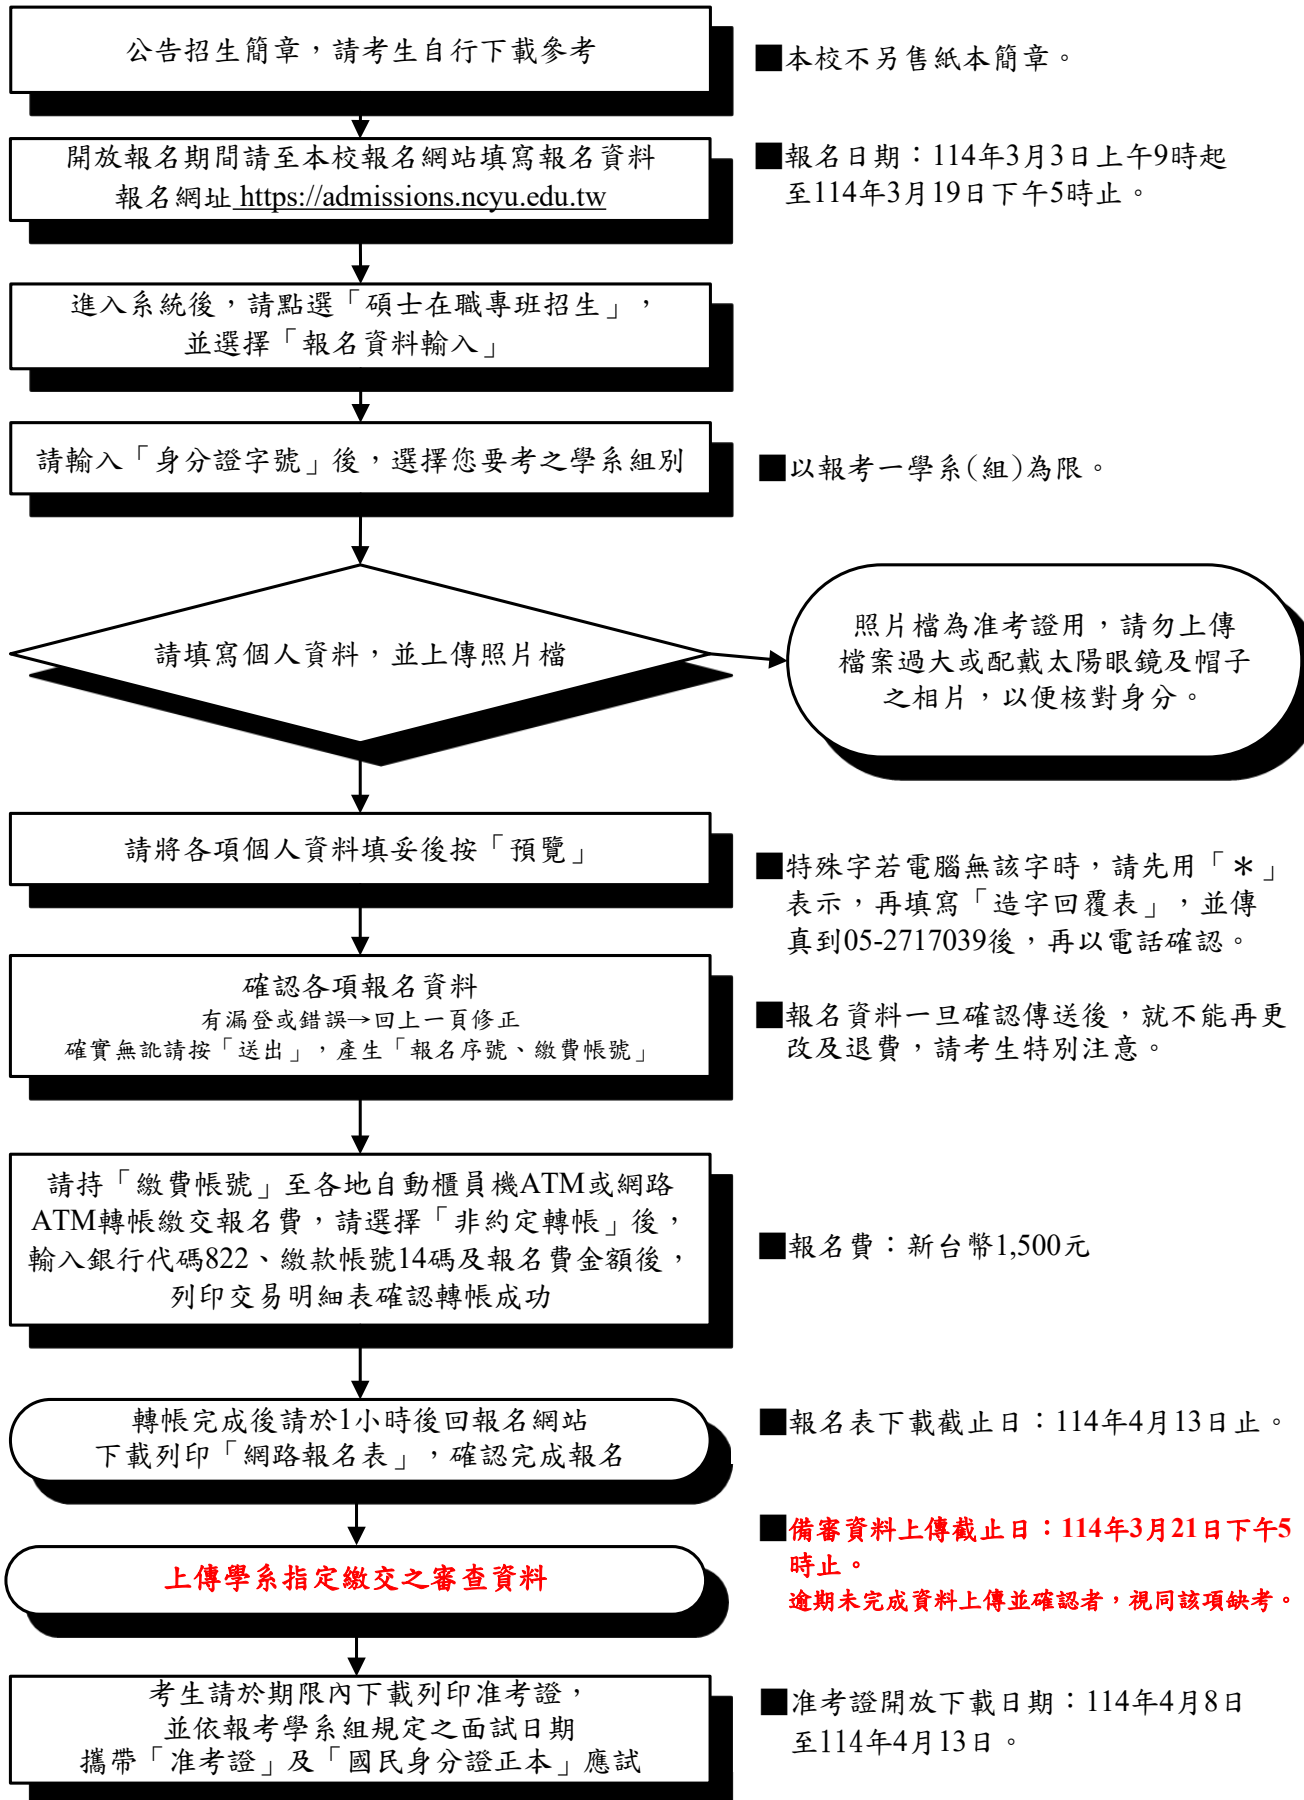 公告招生簡章，請考生自行下載參考
■本校不另售紙本簡章。
開放報名期間請至本校報名網站填寫報名資料
報名網址 https://admissions.ncyu.edu.tw
■報名日期：114年3月3日上午9時起
至114年3月19日下午5時止。
進入系統後，請點選「碩士在職專班招生」，
並選擇「報名資料輸入」
請輸入「身分證字號」後，選擇您要考之學系組別
■以報考一學系(組)為限。
請填寫個人資料，並上傳照片檔
照片檔為准考證用，請勿上傳
檔案過大或配戴太陽眼鏡及帽子
之相片，以便核對身分。
請將各項個人資料填妥後按「預覽」
■特殊字若電腦無該字時，請先用「＊」
表示，再填寫「造字回覆表」，並傳
真到05-2717039後，再以電話確認。
確認各項報名資料
有漏登或錯誤→回上一頁修正
確實無訛請按「送出」，產生「報名序號、繳費帳號」
■報名資料一旦確認傳送後，就不能再更
改及退費，請考生特別注意。
請持「繳費帳號」至各地自動櫃員機ATM或網路
ATM轉帳繳交報名費，請選擇「非約定轉帳」後，
輸入銀行代碼822、繳款帳號14碼及報名費金額後，
列印交易明細表確認轉帳成功
■報名費：新台幣1,500元
轉帳完成後請於1小時後回報名網站
下載列印「網路報名表」，確認完成報名
■報名表下載截止日：114年4月13日止。
上傳學系指定繳交之審查資料
■備審資料上傳截止日：114年3月21日下午5
時止。
逾期未完成資料上傳並確認者，視同該項缺考。
考生請於期限內下載列印准考證，
並依報考學系組規定之面試日期
攜帶「准考證」及「國民身分證正本」應試
■准考證開放下載日期：114年4月8日
至114年4月13日。